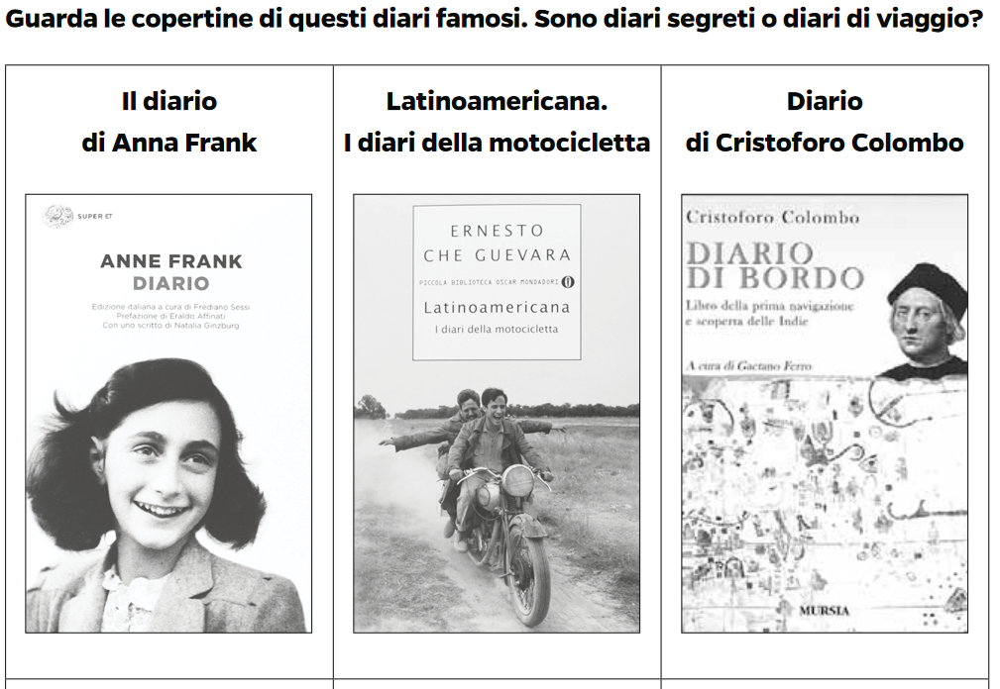 Guarda le copertine di questi diari famosi. Sono diari segreti o diari di viaggio?
Il diario
di Anna Frank
Latinoamericana.
I diari della motocicletta
Diario
di Cristoforo Colombo
SUPER ET
ANNE FRANK
DIARIO
Edizione italiana a cura di Frediano Sessi
Prefazione di Eraldo Affinati
Con uno scritto di Natalia Ginzburg
ERNESTO
CHE GUEVARA
PICCOLA BIBLIOTECA OSCAR MONDADORI
Latinoamericana
I diari della motocicletta
Cristoforo Colombo
DIARIO
DI BORDO
Libro della prima navigazione
e scoperta delle Indie
A cura di Gaetano Ferro
MURSIA